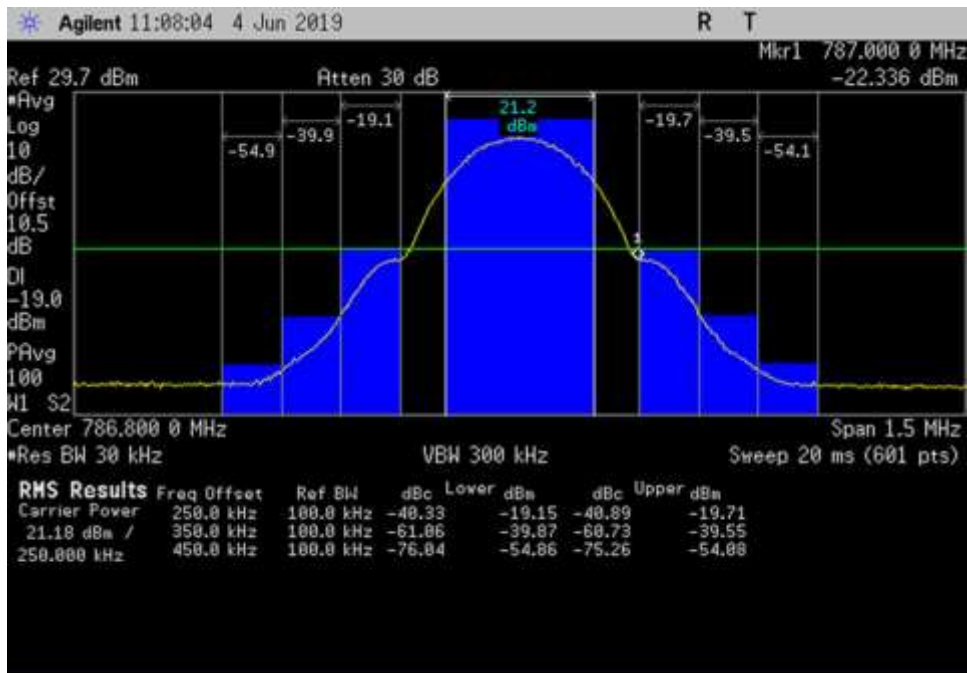 Agilent 11:08:04 4 Jun 2019 R T
Mkr1 787.000 0 MHz
Ref 29.7 dBm Atten 30 dB -22.336 dBm
#Avg
Log
10
dB/
Offst
10.5
dB
DI
-19.0
dBm
PAvg
100
W1 S2
21.2
dBm
-54.9 -39.9 -19.1 -19.7 -39.5 -54.1
1
Center 786.800 0 MHz Span 1.5 MHz
#Res BW 30 kHz VBW 300 kHz Sweep 20 ms (601 pts)
RMS Results Freq Offset Ref BW dBc Lower dBm dBc Upper dBm
Carrier Power 250.0 kHz 100.0 kHz -40.33 -19.15 -40.89 -19.71
21.18 dBm / 350.0 kHz 100.0 kHz -61.06 -39.87 -60.73 -39.55
250.000 kHz 450.0 kHz 100.0 kHz -76.04 -54.86 -75.26 -54.08